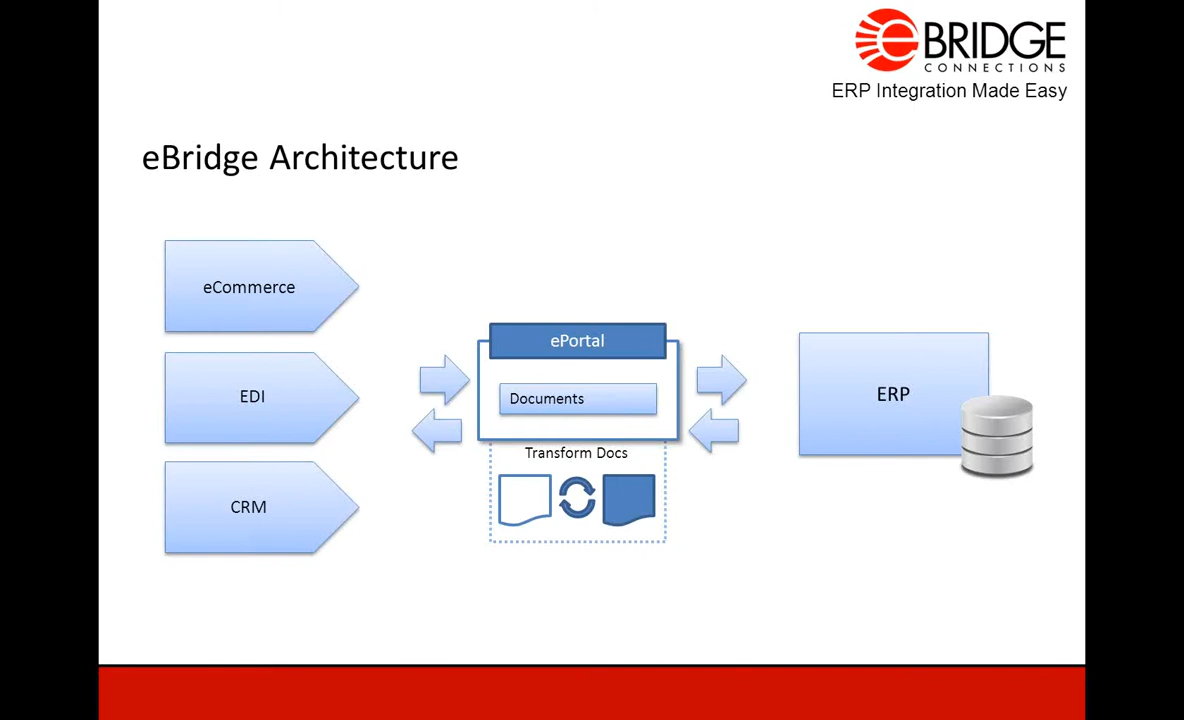 eBRIDGE
CONNECTIONS
ERP Integration Made Easy
eBridge Architecture
eCommerce
EDI
CRM
ePortal
Documents
Transform Docs
ERP